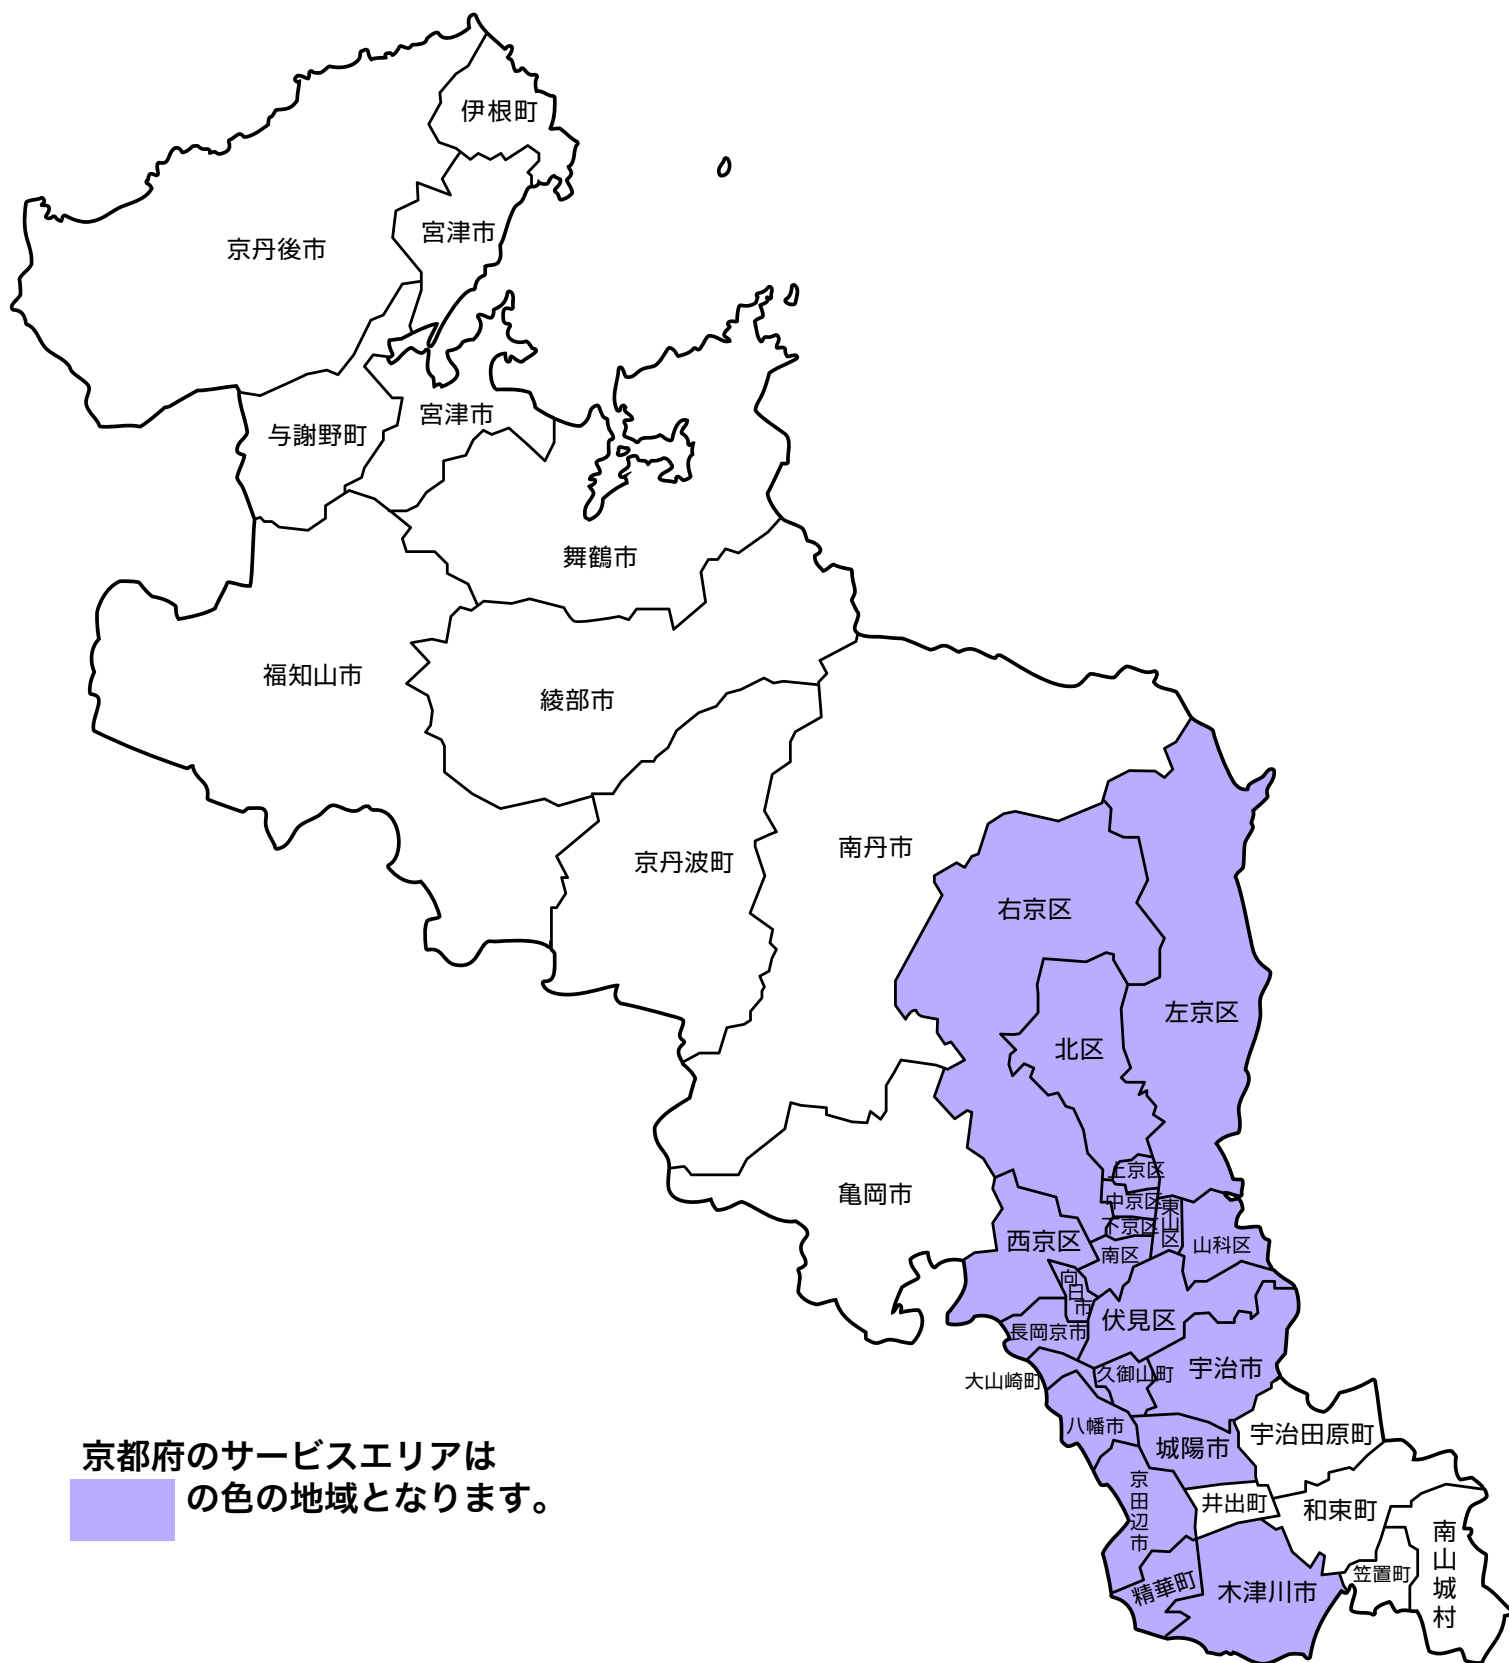 伊根町
宮津市
京丹後市
宮津市
与謝野町
舞鶴市
福知山市
綾部市
京丹波町
南丹市
右京区
左京区
北区
亀岡市
上京区
中京区
東山区
下京区
西京区
南区
山科区
向日市
伏見区
長岡京市
大山崎町
久御山町
宇治市
八幡市
城陽市
宇治田原町
京田辺市
井出町
和束町
南山城村
笠置町
精華町
木津川市
京都府のサービスエリアは
の色の地域となります。